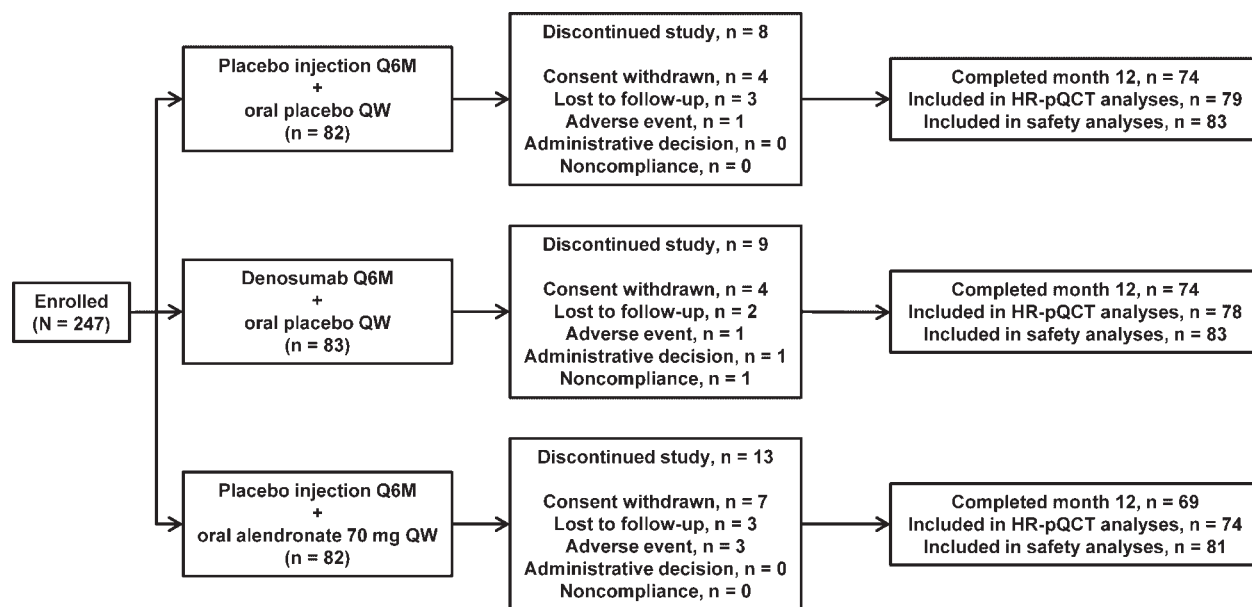 Enrolled
(N = 247)
Placebo injection Q6M
+
oral placebo QW
(n = 82)
Discontinued study, n = 8
Consent withdrawn, n = 4
Lost to follow-up, n = 3
Adverse event, n = 1
Administrative decision, n = 0
Noncompliance, n = 0
Completed month 12, n = 74
Included in HR-pQCT analyses, n = 79
Included in safety analyses, n = 83
Denosumab Q6M
+
oral placebo QW
(n = 83)
Discontinued study, n = 9
Consent withdrawn, n = 4
Lost to follow-up, n = 2
Adverse event, n = 1
Administrative decision, n = 1
Noncompliance, n = 1
Completed month 12, n = 74
Included in HR-pQCT analyses, n = 78
Included in safety analyses, n = 83
Placebo injection Q6M
+
oral alendronate 70 mg QW
(n = 82)
Discontinued study, n = 13
Consent withdrawn, n = 7
Lost to follow-up, n = 3
Adverse event, n = 3
Administrative decision, n = 0
Noncompliance, n = 0
Completed month 12, n = 69
Included in HR-pQCT analyses, n = 74
Included in safety analyses, n = 81